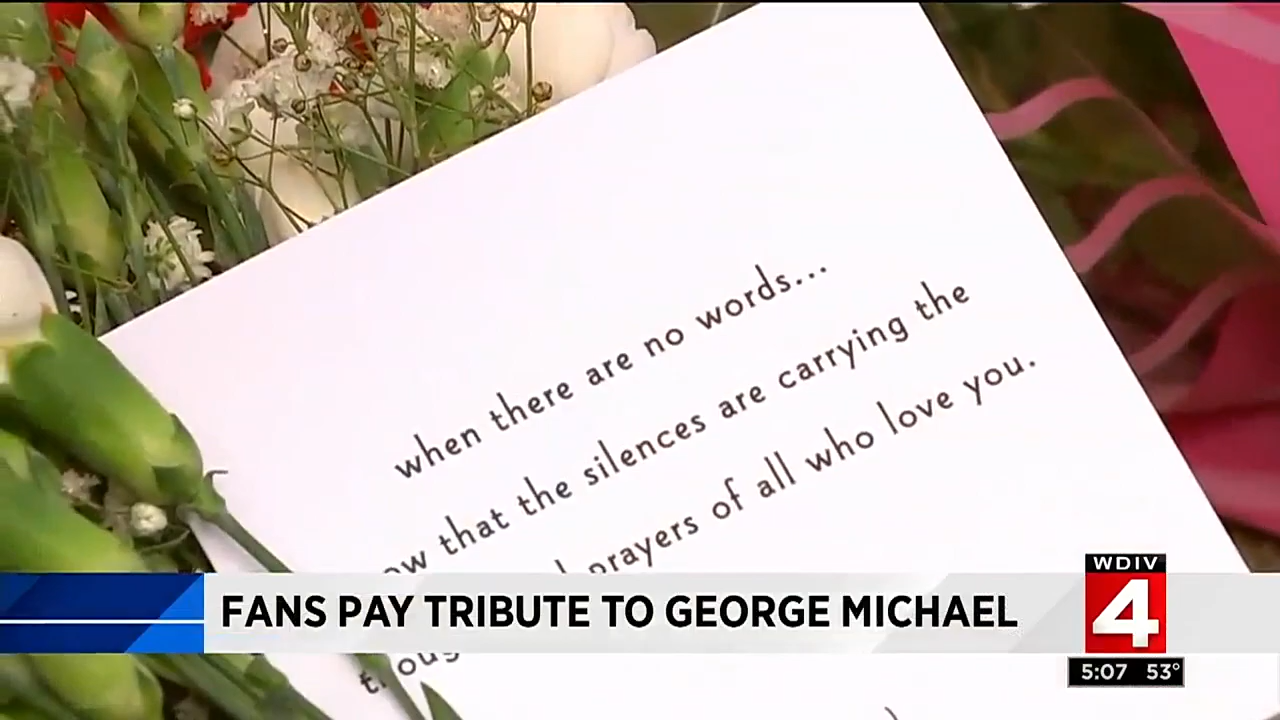 when there are no words...
that the silences are carrying the
prayers of all who love you.
FANS PAY TRIBUTE TO GEORGE MICHAEL
WDIV
4
5:07 53°